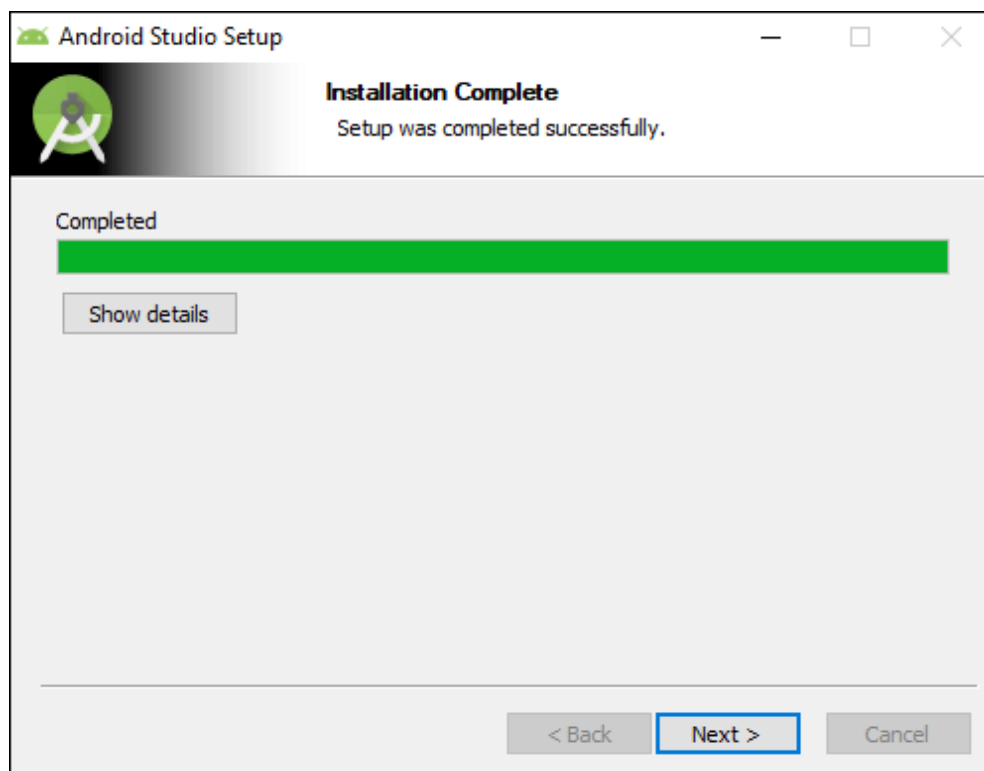 Android Studio Setup
Installation Complete
Setup was completed successfully.
Completed
Show details
< Back Next > Cancel